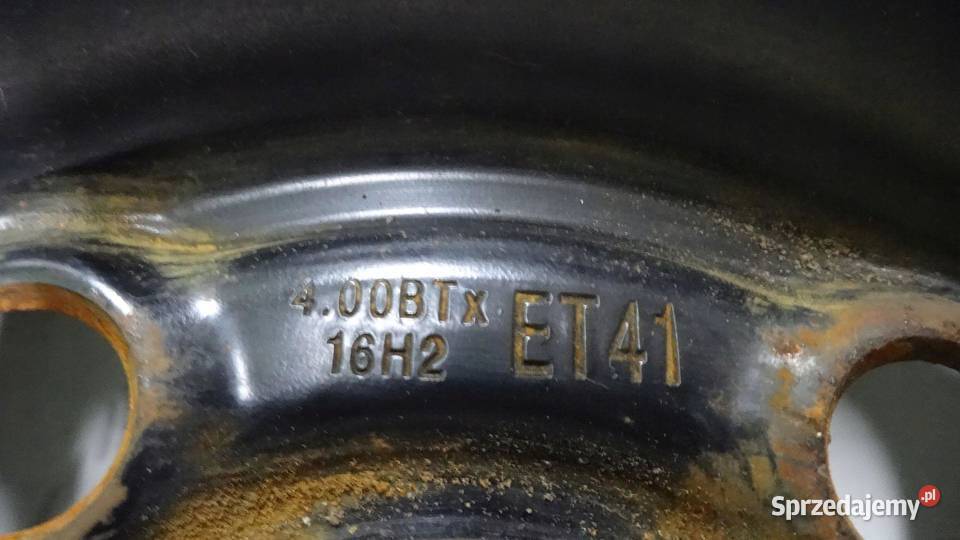 4.00BTx
16H2 ET41
Sprzedajemy.pl